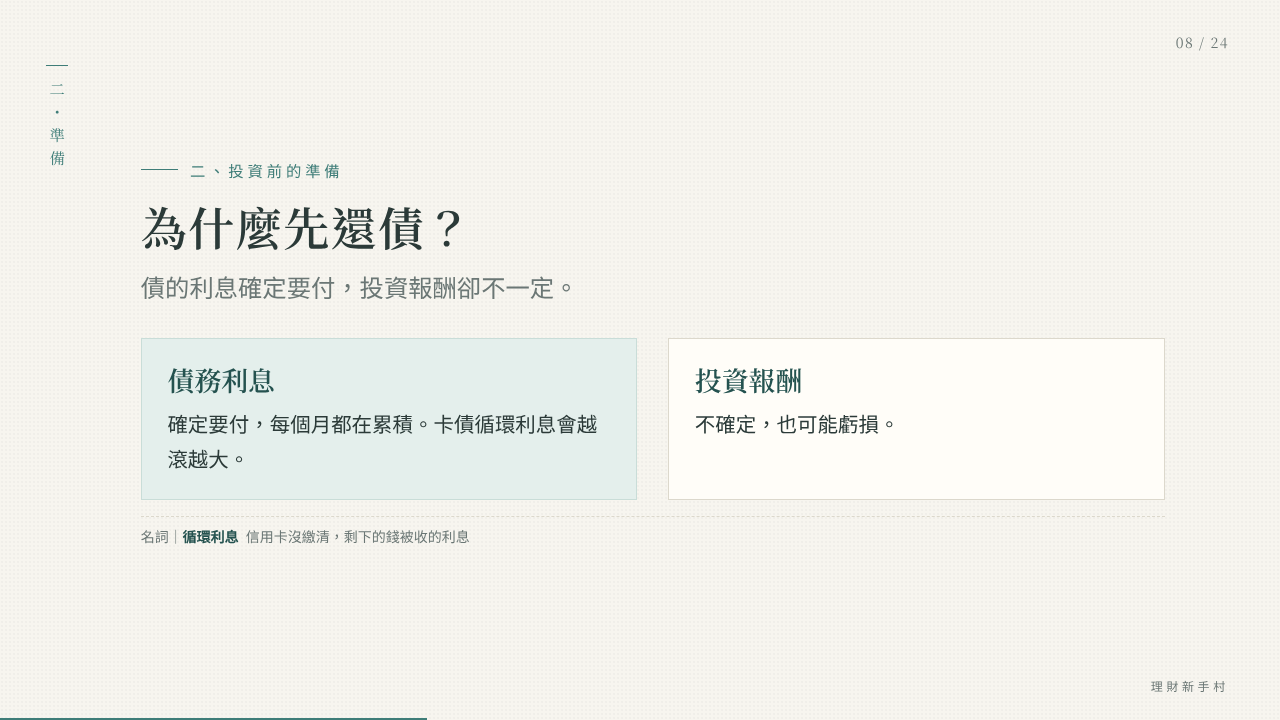 08 / 24
二・準備
二、投資前的準備
為什麼先還債？
債的利息確定要付，投資報酬卻不一定。
債務利息
確定要付，每個月都在累積。卡債循環利息會越
滾越大。
投資報酬
不確定，也可能虧損。
名詞｜循環利息 信用卡沒繳清，剩下的錢被收的利息
理財新手村